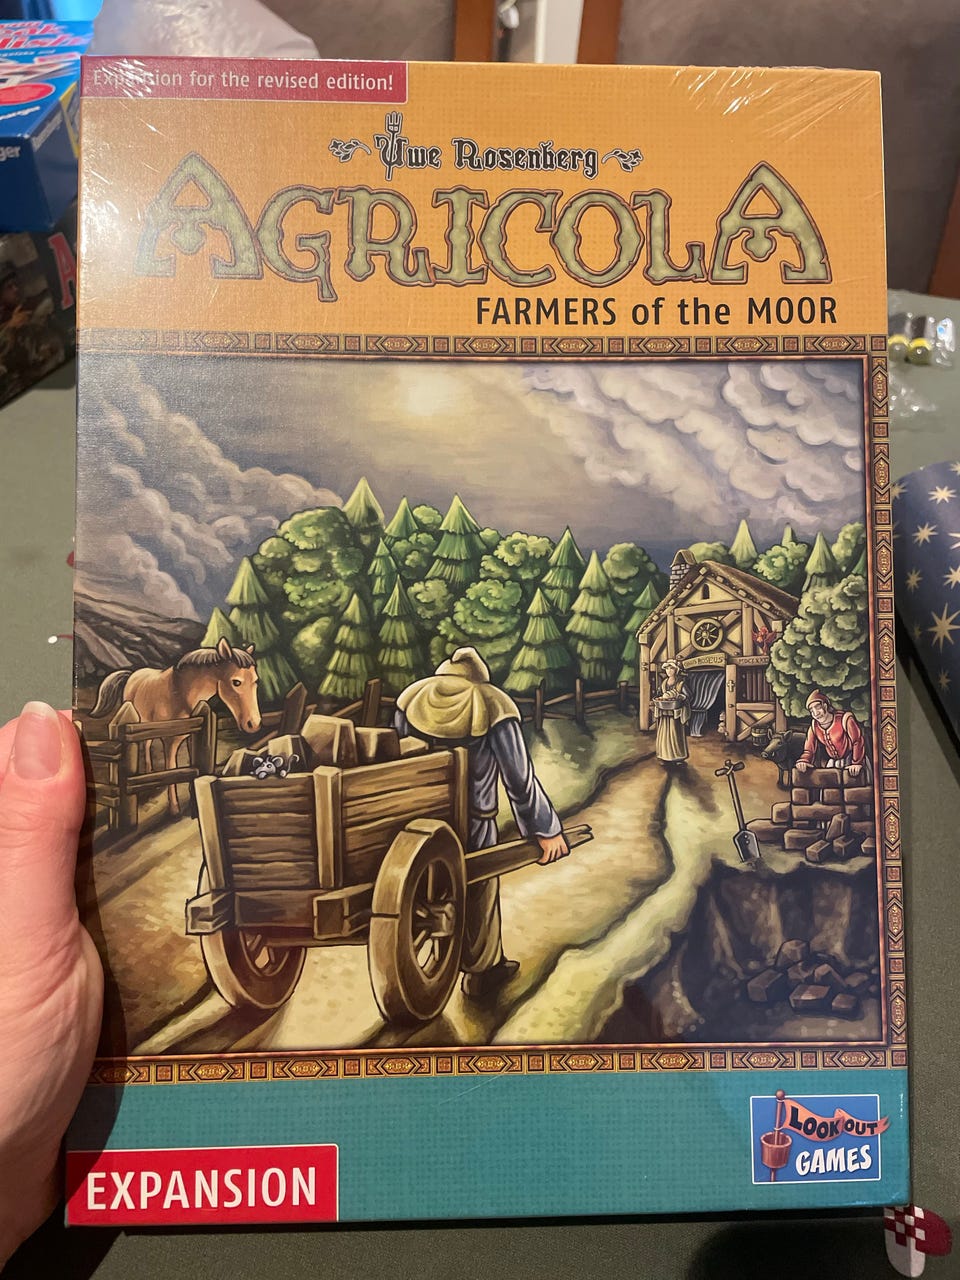 Expansion for the revised edition!
Uwe Rosenberg
AGRICOLA
FARMERS of the MOOR
LOOKOUT
GAMES
EXPANSION